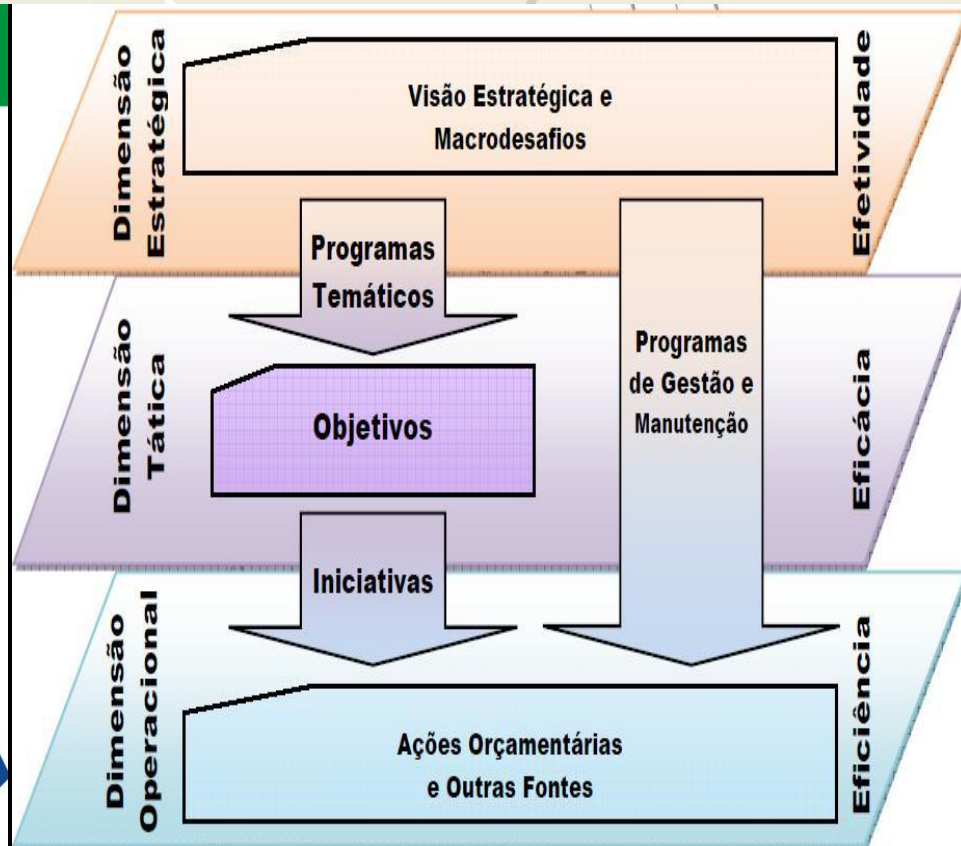 Dimensão
Estratégica
Visão Estratégica e
Macrodesafios
Efetividade
Programas
Temáticos
Programas
de Gestão e
Manutenção
Dimensão
Tática
Objetivos
Eficácia
Iniciativas
Dimensão
Operacional
Ações Orçamentárias
e Outras Fontes
Eficiência